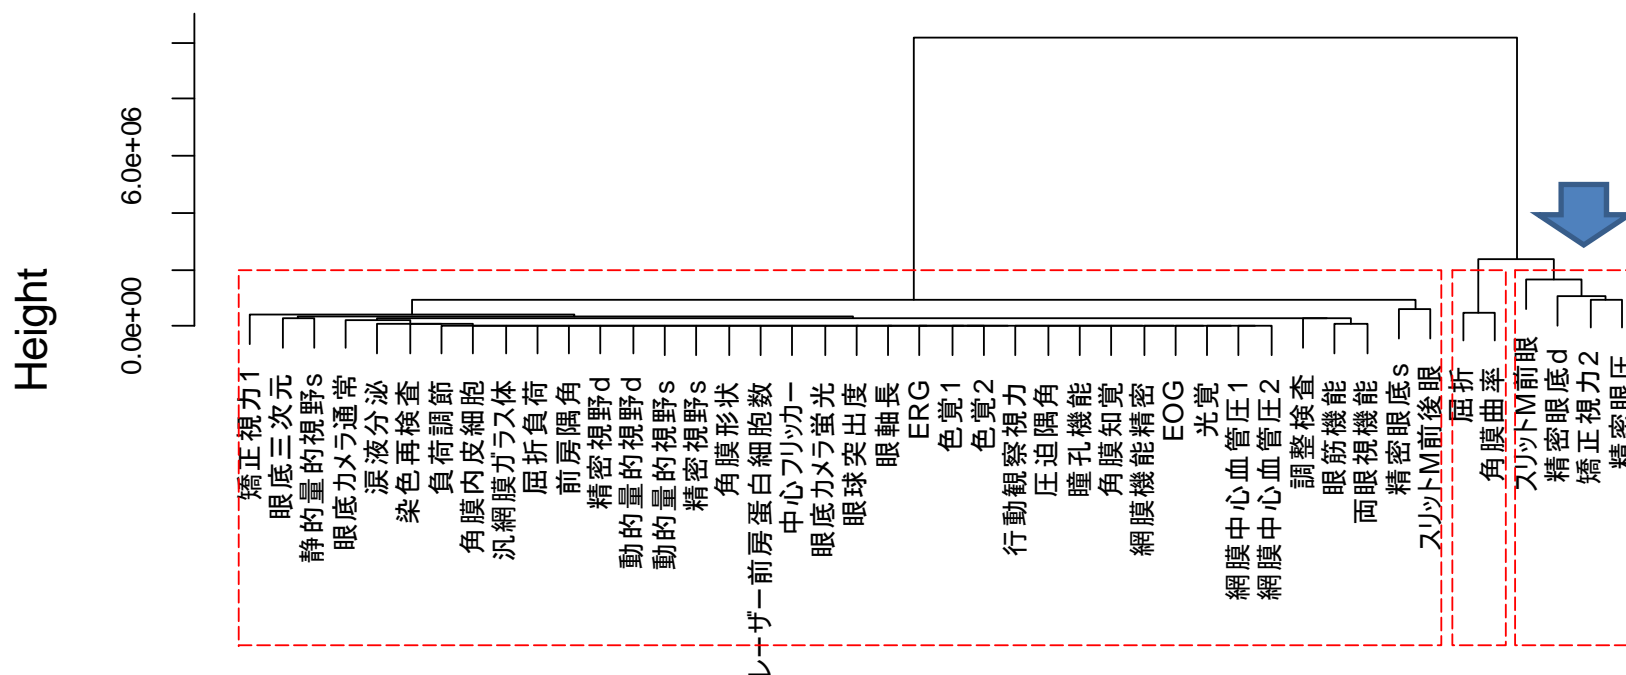 Height
6.0e+06
0.0e+00
矯正視力1
眼底三次元
静的量的視野s
眼底カメラ通常
涙液分泌
染色再検査
負荷調節
角膜内皮細胞
汎網膜ガラス体
屈折負荷
前房隅角
精密視野d
動的量的視野d
動的量的視野s
精密視野s
角膜形状
レーザー前房蛋白細胞数
中心フリッカー
眼底カメラ蛍光
眼球突出度
眼軸長
ERG
色覚1
色覚2
行動観察視力
圧迫隅角
瞳孔機能
角膜知覚
網膜機能精密
EOG
光覚
網膜中心血管圧1
網膜中心血管圧2
調整検査
眼筋機能
両眼視機能
精密眼底s
スリットM前後眼
屈折
角膜曲率
スリットM前眼
精密眼底d
矯正視力2
精密眼圧